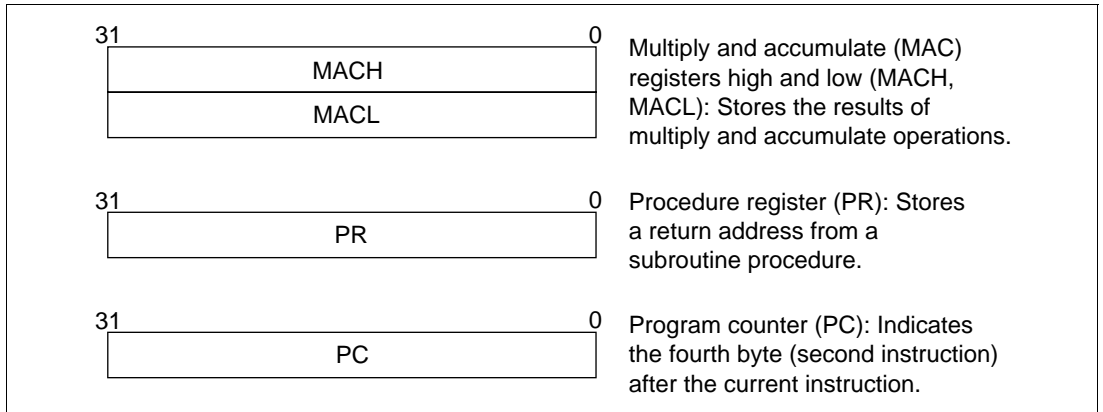 31 0
MACH
MACL
Multiply and accumulate (MAC)
registers high and low (MACH,
MACL): Stores the results of
multiply and accumulate operations.
31 0
PR
Procedure register (PR): Stores
a return address from a
subroutine procedure.
31 0
PC
Program counter (PC): Indicates
the fourth byte (second instruction)
after the current instruction.